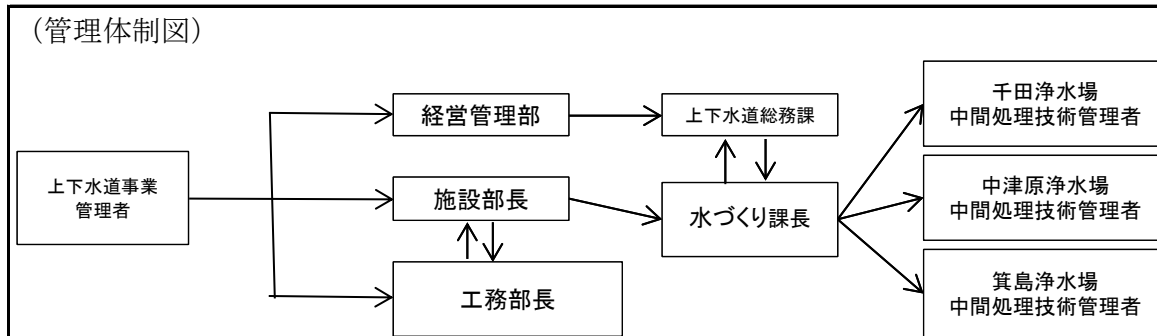 (管理体制図)
経営管理部
上下水道総務課
千田浄水場
中間処理技術管理者
上下水道事業
管理者
施設部長
水づくり課長
中津原浄水場
中間処理技術管理者
工務部長
箕島浄水場
中間処理技術管理者